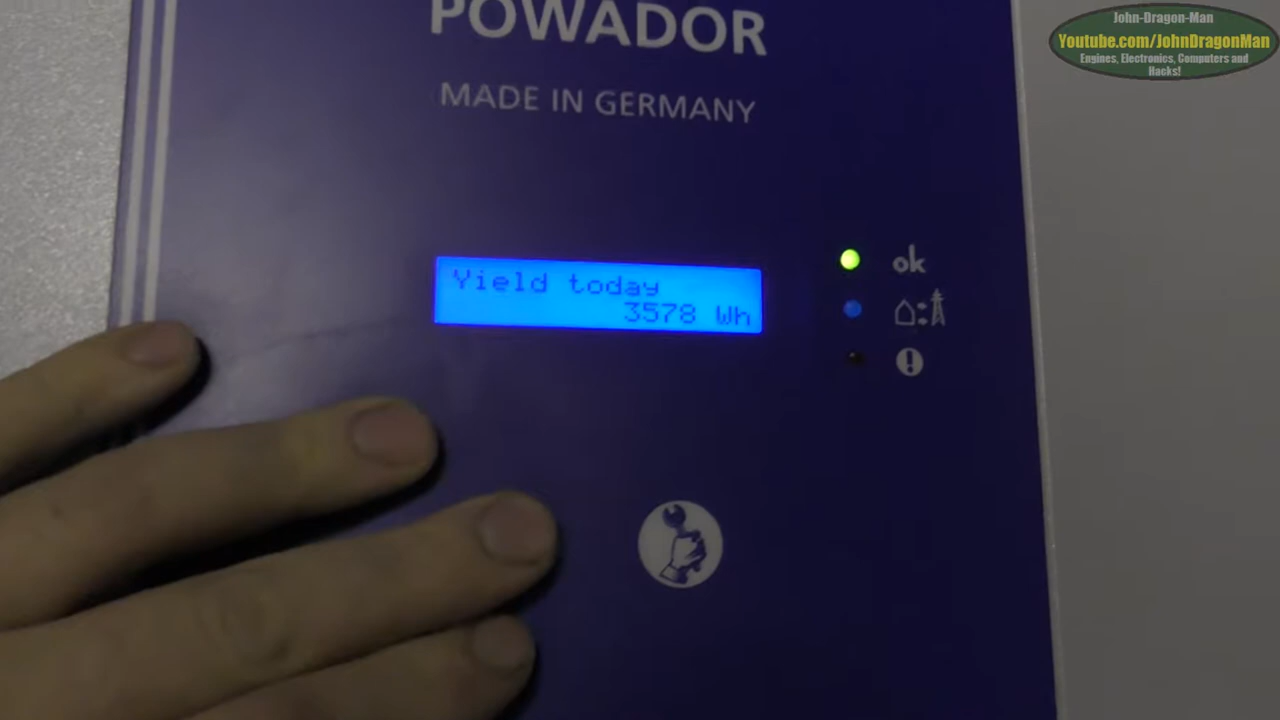 John-Dragon-Man
Youtube.com/JohnDragonMan
Engines, Electronics, Computers and
Hacks!
POWADOR
MADE IN GERMANY
Yield today
3578 Wh
ok